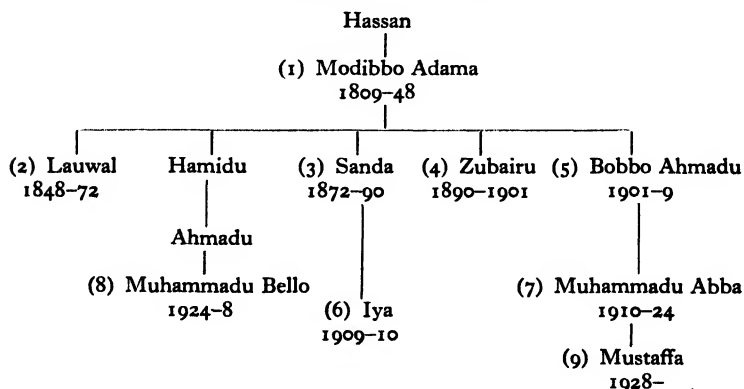 Hassan
(1) Modibbo Adama
1809–48
(2) Lauwal Hamidu (3) Sanda (4) Zubairu (5) Bobbo Ahmadu
1848–72 1872–90 1890–1901 1901–9
Ahmadu
(8) Muhammadu Bello (7) Muhammadu Abba
1924–8 (6) Iya 1910–24
1909–10
(9) Mustaffa
1928–